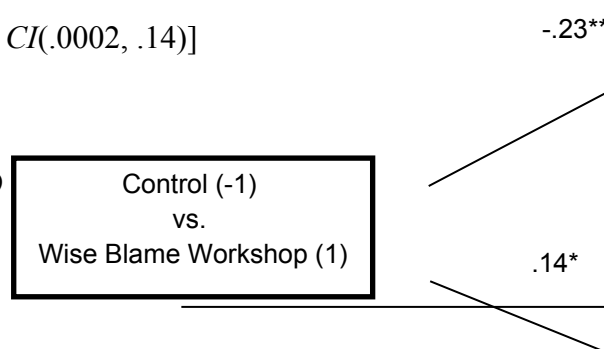 CI(.0002, .14)]
-.23**
Control (-1)
vs.
Wise Blame Workshop (1)
.14*